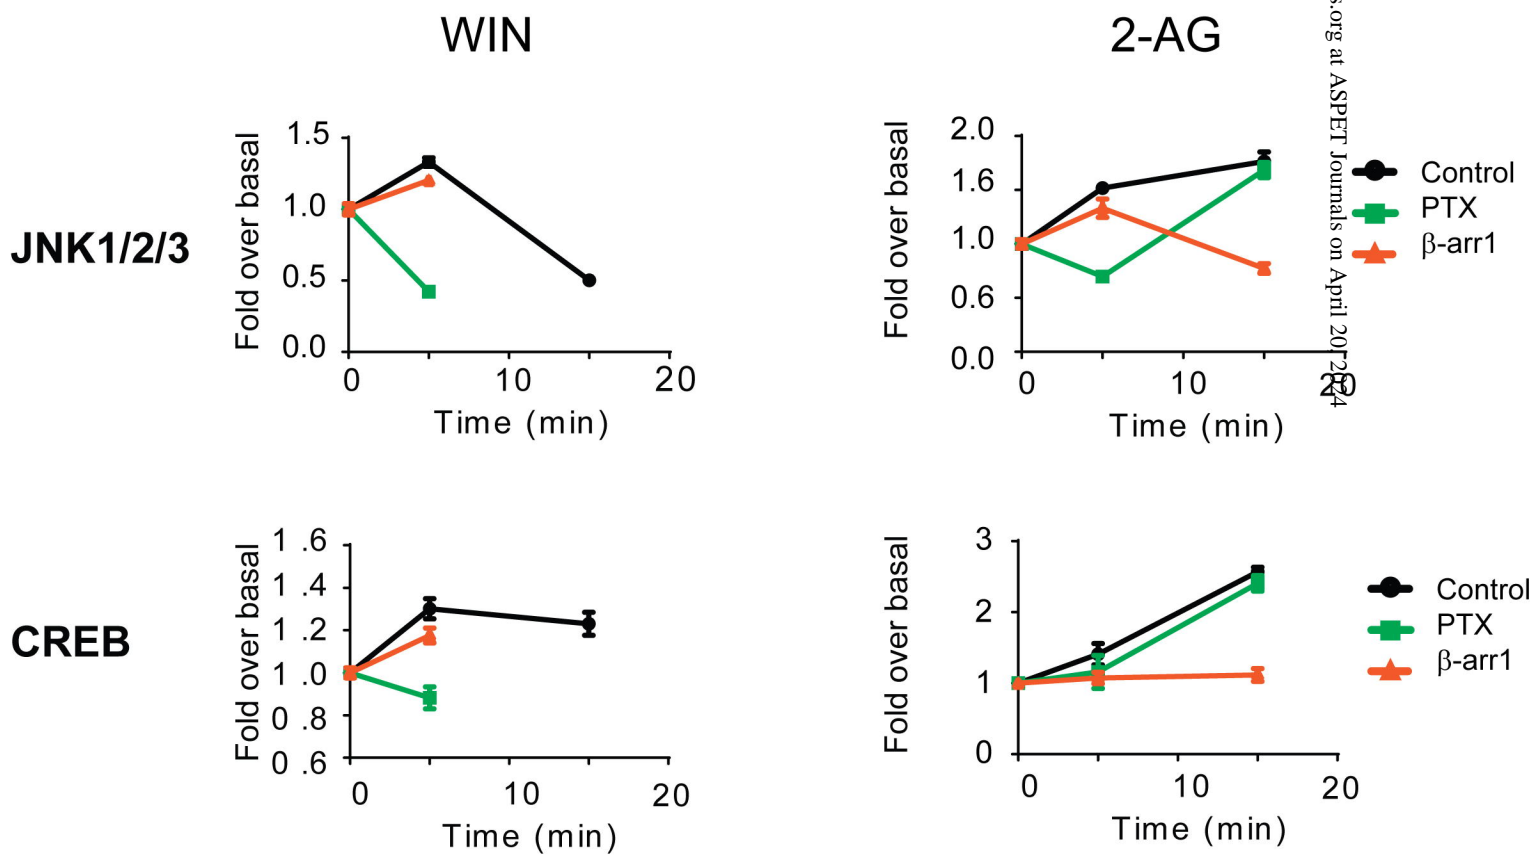 WIN
2-AG
s.org at ASPET Journals on April 20, 2024
JNK1/2/3
Fold over basal
1.5
1.0
0.5
0.0
0
10
20
Time (min)
Fold over basal
2.0
1.6
1.0
0.6
0.0
0
10
20
Time (min)
Control
PTX
β-arr1
CREB
Fold over basal
1 .6
1 .4
1 .2
1 .0
0 .8
0 .6
0
10
20
Time (min)
Fold over basal
3
2
1
0
0
10
20
Time (min)
Control
PTX
β-arr1